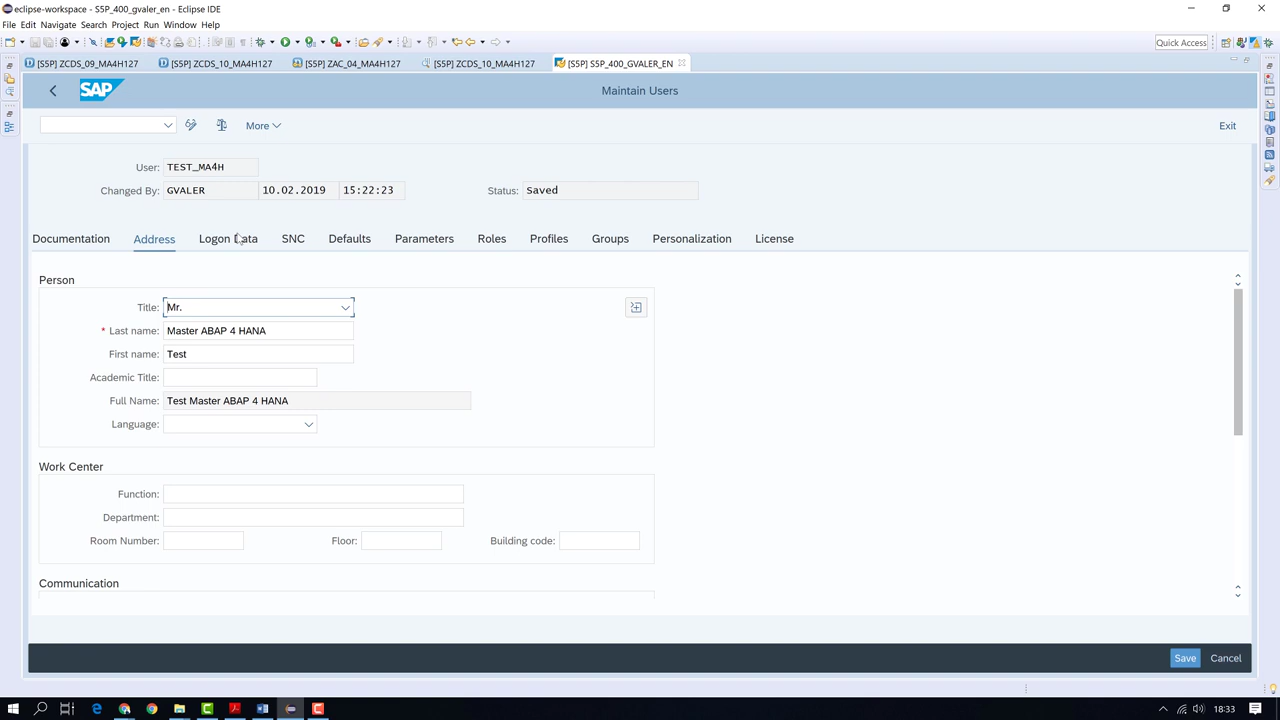 eclipse-workspace - S5P_400_gvaler_en - Eclipse IDE
File Edit Navigate Search Project Run Window Help
Quick Access
[S5P] ZCDS_09_MA4H127 [S5P] ZCDS_10_MA4H127 [S5P] ZAC_04_MA4H127 [S5P] ZCDS_10_MA4H127 [S5P] S5P_400_GVALER_EN
SAP Maintain Users
More Exit
User: TEST_MA4H
Changed By: GVALER 10.02.2019 15:22:23 Status: Saved
Documentation Address Logon Data SNC Defaults Parameters Roles Profiles Groups Personalization License
Person
Title: Mr.
* Last name: Master ABAP 4 HANA
First name: Test
Academic Title:
Full Name: Test Master ABAP 4 HANA
Language:
Work Center
Function:
Department:
Room Number: Floor: Building code:
Communication
Save Cancel
18:33